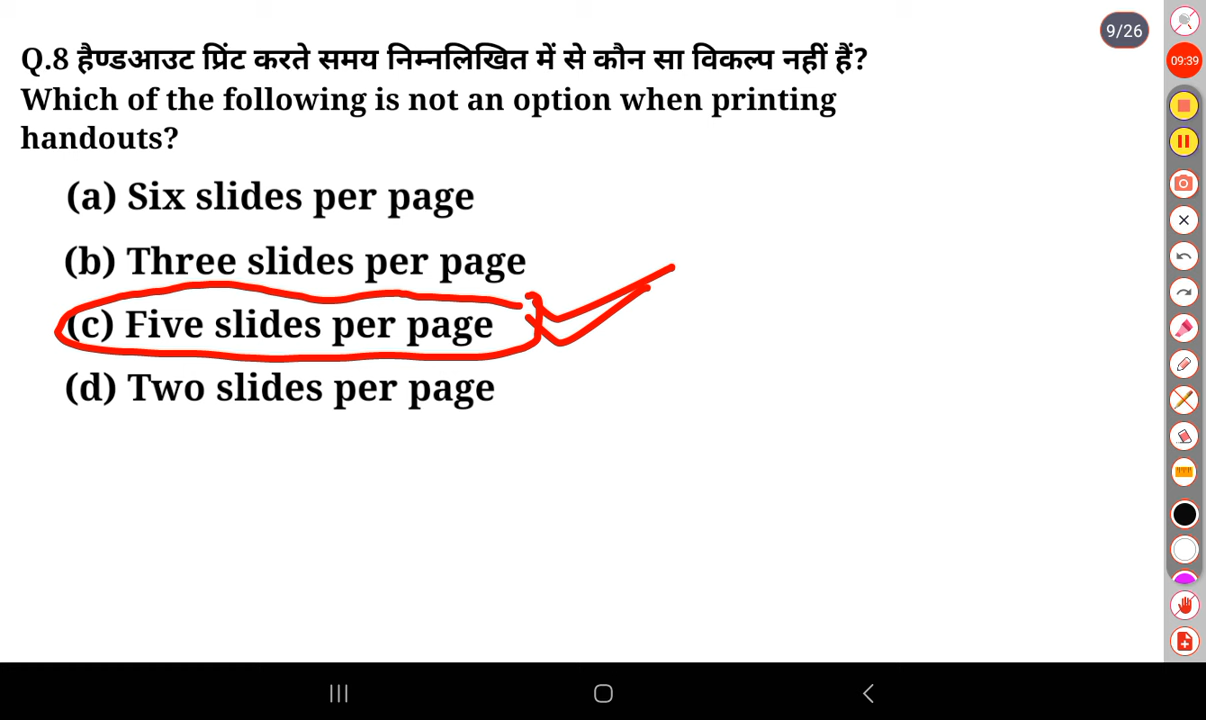 9/26
09:39
Q.8 हैण्डआउट प्रिंट करते समय निम्नलिखित में से कौन सा विकल्प नहीं हैं?
Which of the following is not an option when printing
handouts?
(a) Six slides per page
(b) Three slides per page
(c) Five slides per page
(d) Two slides per page